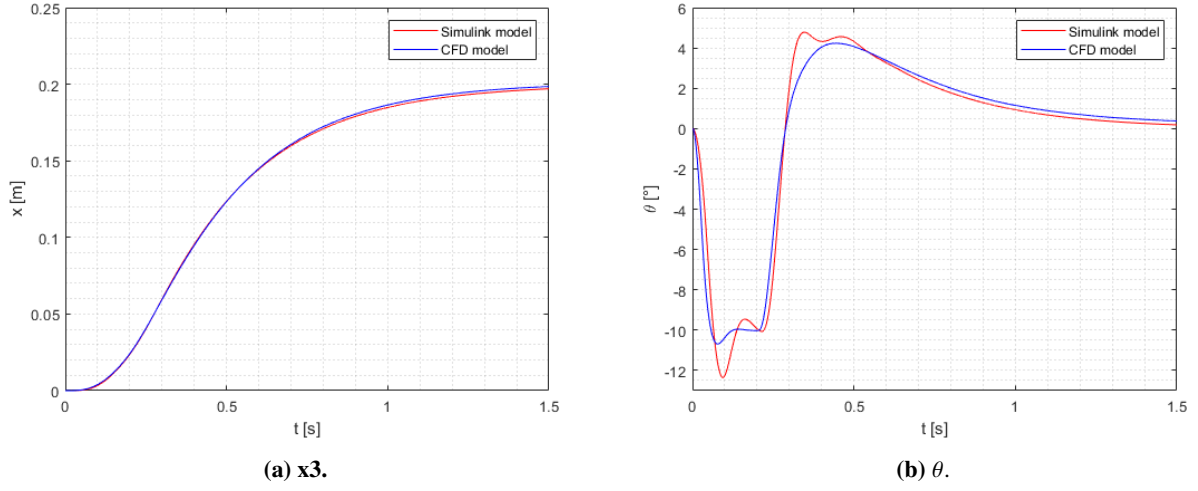 0.25
0.2
0.15
0.1
0.05
0
x [m]
0
0.5
1
1.5
t [s]
Simulink model
CFD model
(a) x3.
6
4
2
0
-2
-4
-6
-8
-10
-12
θ [°]
0
0.5
1
1.5
t [s]
Simulink model
CFD model
(b) θ.